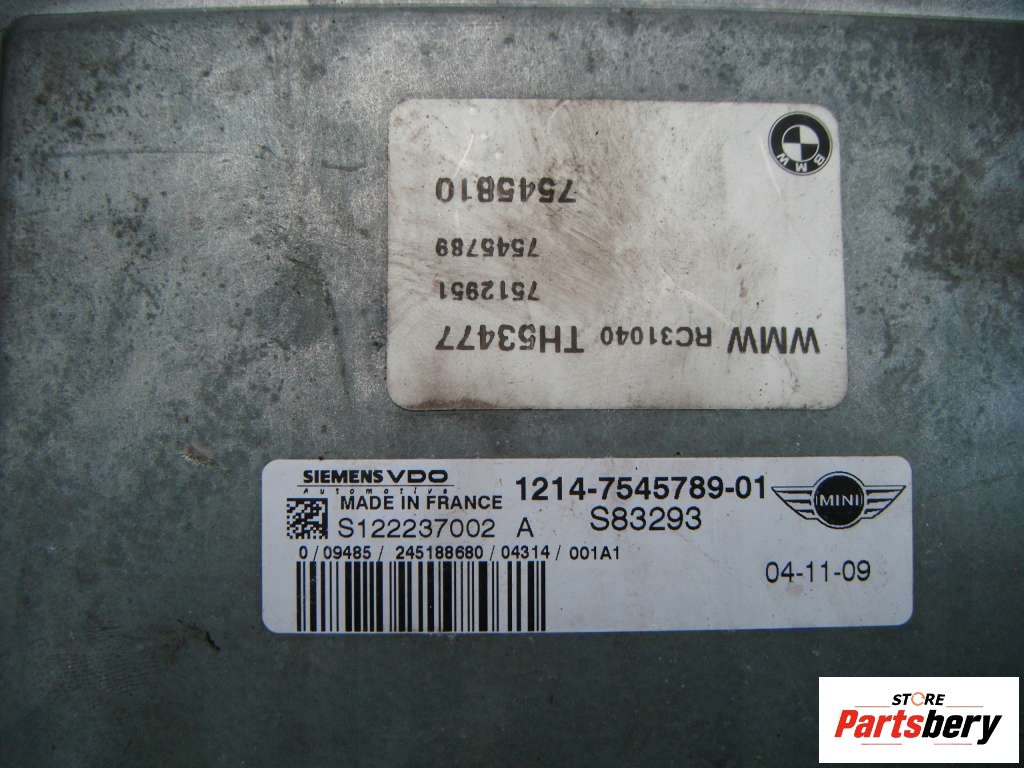 BMW
WMW RC31040 TH53477
7512951
7545789
7545810
SIEMENS VDO
Automotive
MADE IN FRANCE
S122237002 A
1214-7545789-01
S83293
MINI
0 / 09485 / 245188680 / 04314 / 001A1
04-11-09
STORE
Partsbery